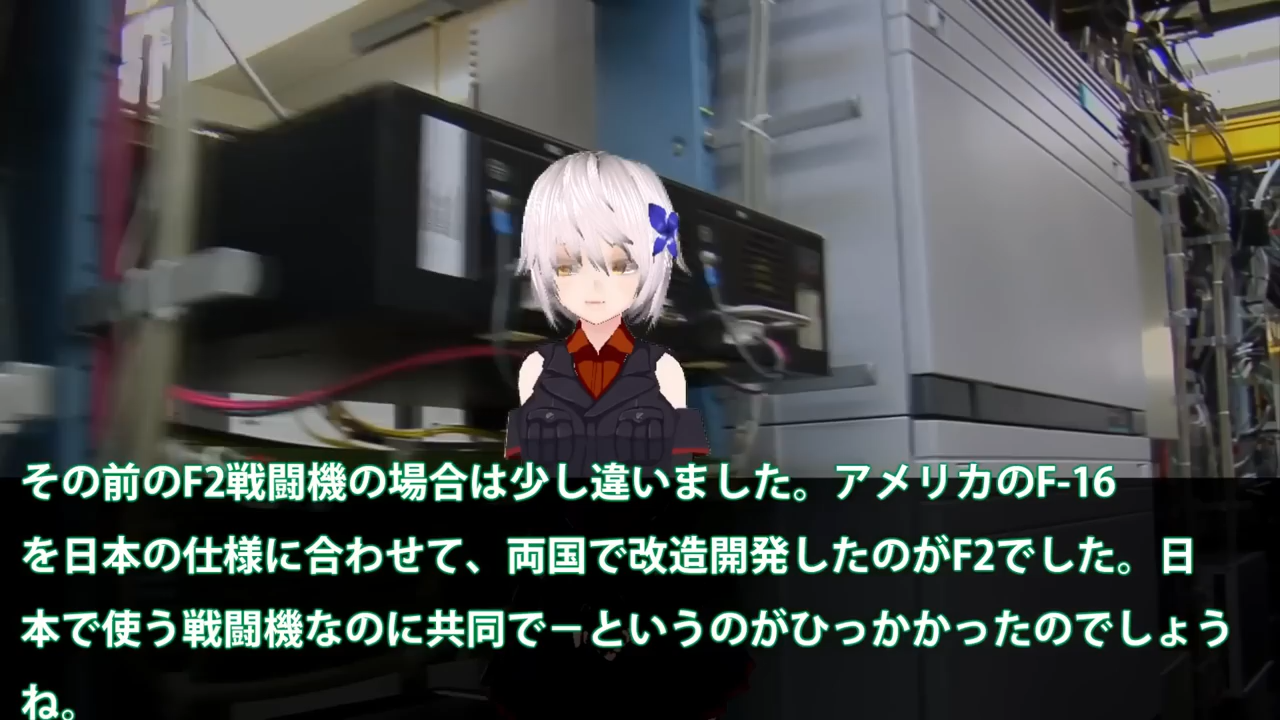 その前のF2戦闘機の場合は少し違いました。アメリカのF-16
を日本の仕様に合わせて、両国で改造開発したのがF2でした。日
本で使う戦闘機なのに共同で－というのがひっかかったのでしょう
ね。